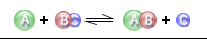 A + BC ⇌ AB + C